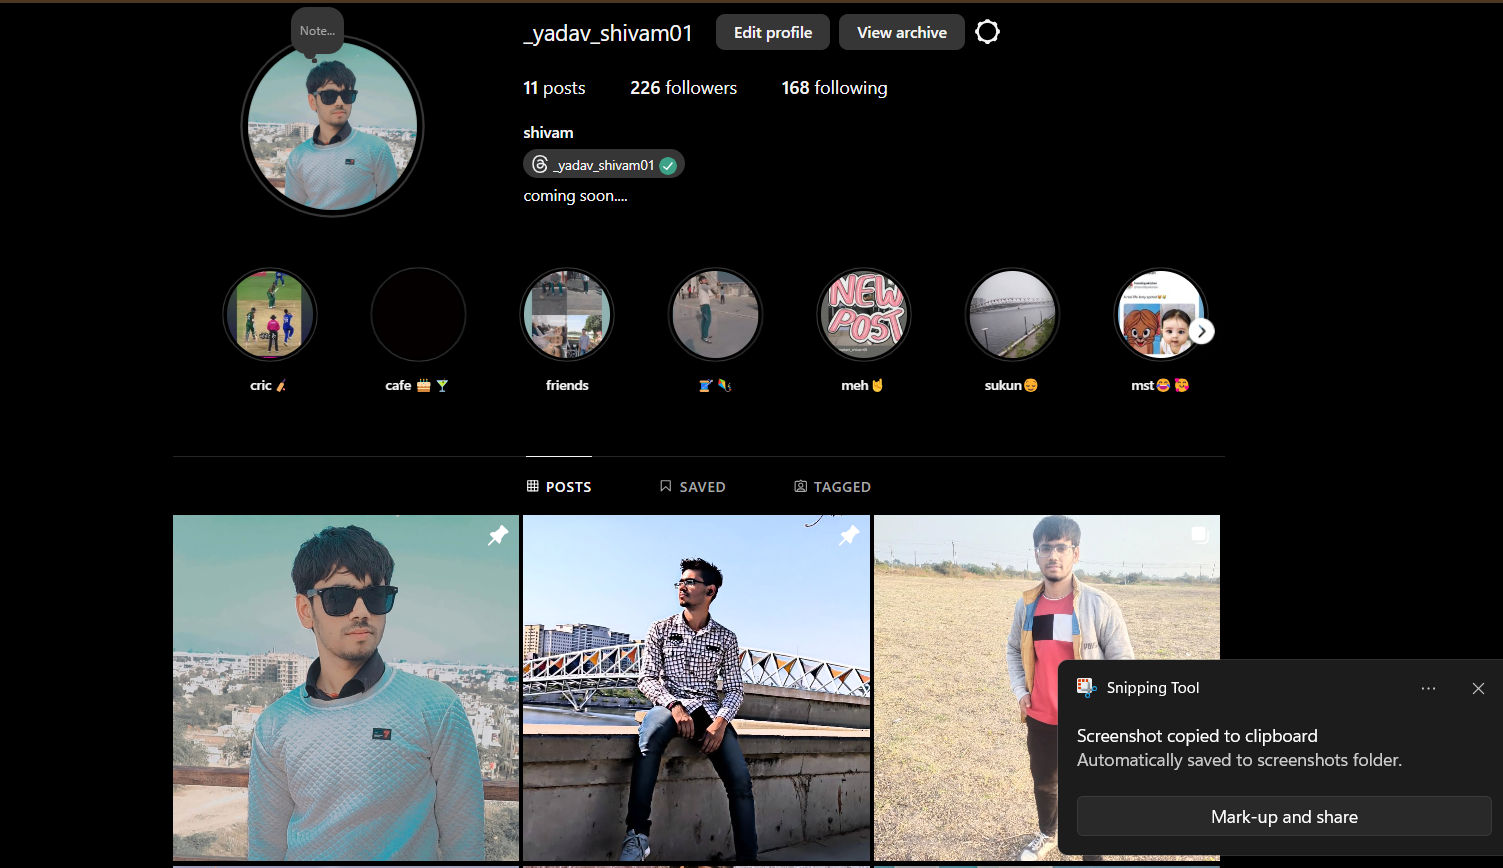 Note...
_yadav_shivam01 Edit profile View archive
11 posts 226 followers 168 following
shivam
_yadav_shivam01
coming soon....
NEW
POST
cric 🏏 cafe 🎂 🍸 friends 🧵 🪁 meh🤘 sukun😌 mst😂 🥰
POSTS SAVED TAGGED
Snipping Tool
Screenshot copied to clipboard
Automatically saved to screenshots folder.
Mark-up and share